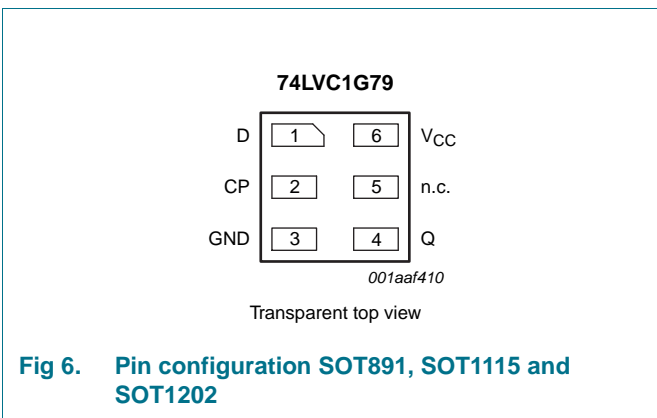 74LVC1G79
D 1 6 VCC
CP 2 5 n.c.
GND 3 4 Q
001aaf410
Transparent top view
Fig 6. Pin configuration SOT891, SOT1115 and
SOT1202